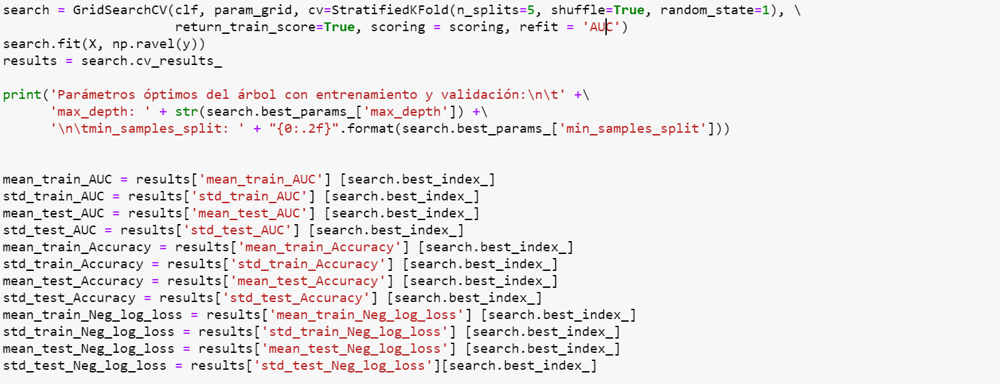 search = GridSearchCV(clf, param_grid, cv=StratifiedKFold(n_splits=5, shuffle=True, random_state=1), \
return_train_score=True, scoring = scoring, refit = 'AUC')
search.fit(X, np.ravel(y))
results = search.cv_results_
print('Parámetros óptimos del árbol con entrenamiento y validación:\n\t' +\
'max_depth: ' + str(search.best_params_['max_depth']) +\
'\n\tmin_samples_split: ' + "{0:.2f}".format(search.best_params_['min_samples_split']))
mean_train_AUC = results['mean_train_AUC'] [search.best_index_]
std_train_AUC = results['std_train_AUC'] [search.best_index_]
mean_test_AUC = results['mean_test_AUC'] [search.best_index_]
std_test_AUC = results['std_test_AUC'] [search.best_index_]
mean_train_Accuracy = results['mean_train_Accuracy'] [search.best_index_]
std_train_Accuracy = results['std_train_Accuracy'] [search.best_index_]
mean_test_Accuracy = results['mean_test_Accuracy'] [search.best_index_]
std_test_Accuracy = results['std_test_Accuracy'] [search.best_index_]
mean_train_Neg_log_loss = results['mean_train_Neg_log_loss'] [search.best_index_]
std_train_Neg_log_loss = results['std_train_Neg_log_loss'] [search.best_index_]
mean_test_Neg_log_loss = results['mean_test_Neg_log_loss'] [search.best_index_]
std_test_Neg_log_loss = results['std_test_Neg_log_loss'][search.best_index_]